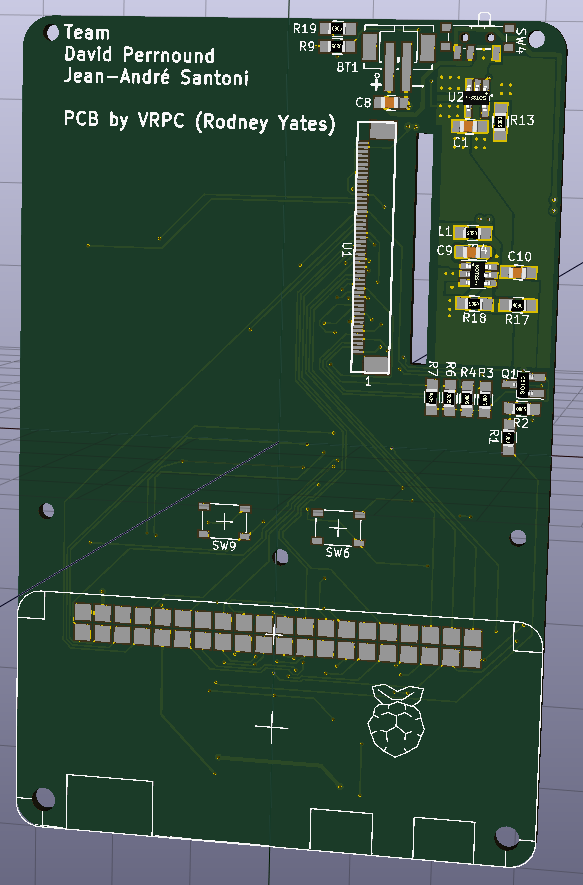 Team
David Perrnound
Jean-André Santoni
PCB by VRPC (Rodney Yates)
R19
R9
BT1
+
-
C8
SW4
U2
R13
C1
U1
L1
C9
C10
R18
R17
1
R7
R6
R4
R3
Q1
R2
R1
SW9
SW6